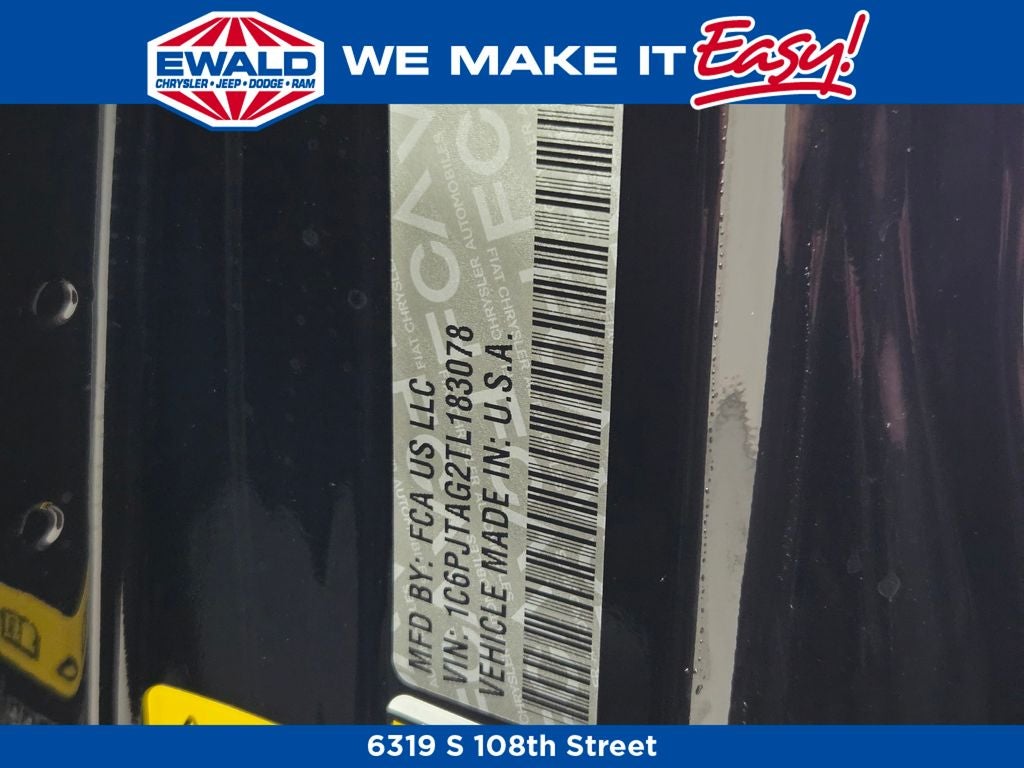 EWALD
CHRYSLER • JEEP • DODGE • RAM
WE MAKE IT Easy!
MFD BY: FCA US LLC
VIN: 1C6PJTAG2TL183078
VEHICLE MADE IN: U.S.A.
6319 S 108th Street